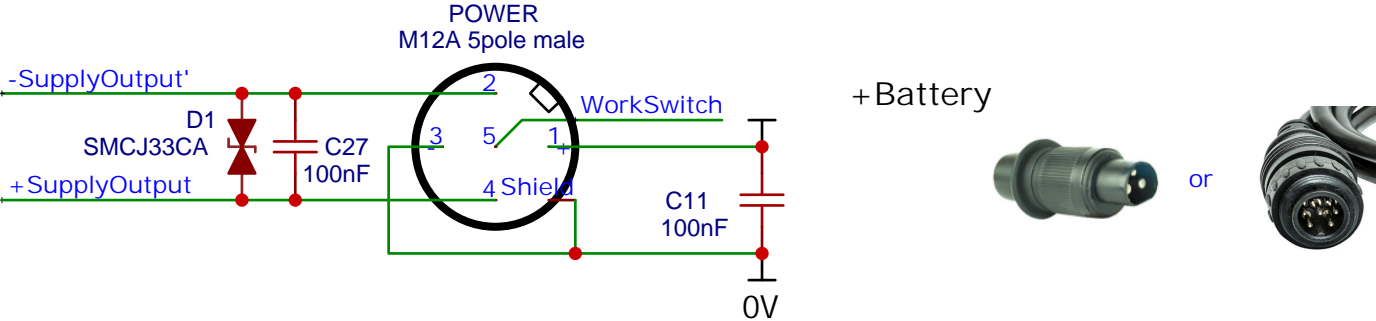 POWER
M12A 5pole male
-SupplyOutput'
2
+Battery
WorkSwitch
D1
SMCJ33CA
C27
100nF
3
-
5
1
+
or
+SupplyOutput
4
Shield
C11
100nF
0V